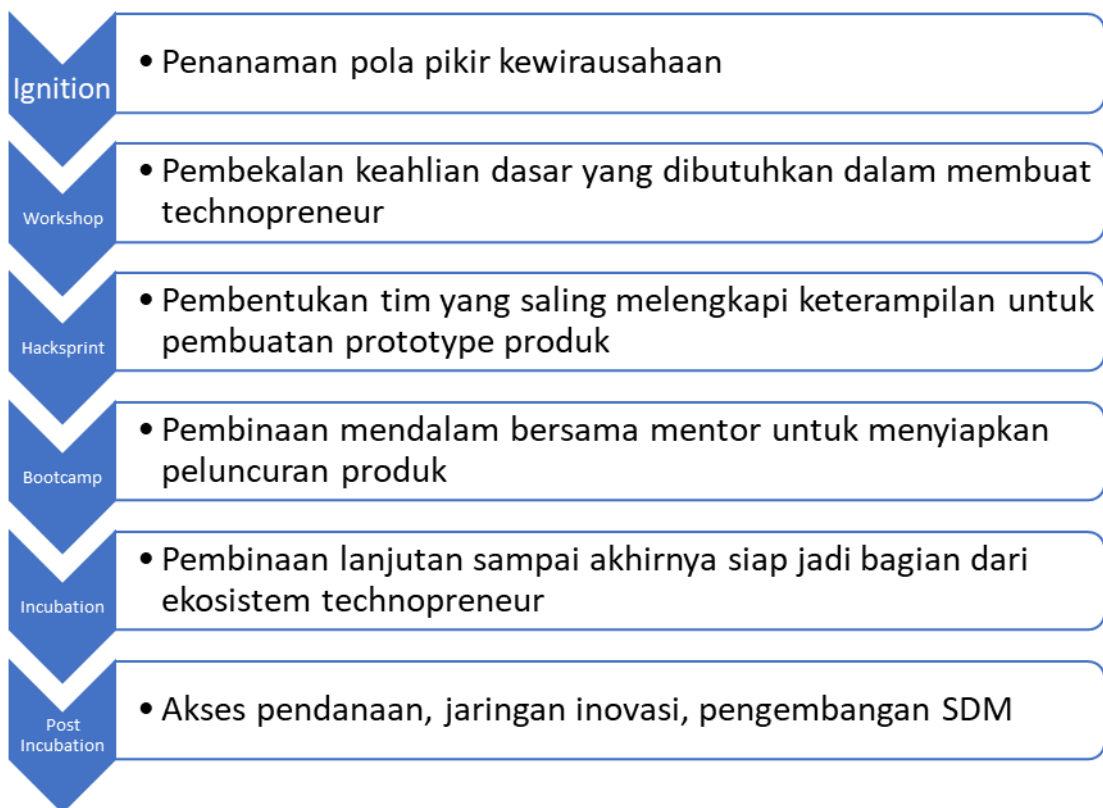 Ignition
• Penanaman pola pikir kewirausahaan
Workshop
• Pembekalan keahlian dasar yang dibutuhkan dalam membuat
technopreneur
Hacksprint
• Pembentukan tim yang saling melengkapi keterampilan untuk
pembuatan prototype produk
Bootcamp
• Pembinaan mendalam bersama mentor untuk menyiapkan
peluncuran produk
Incubation
• Pembinaan lanjutan sampai akhirnya siap jadi bagian dari
ekosistem technopreneur
Post
Incubation
• Akses pendanaan, jaringan inovasi, pengembangan SDM